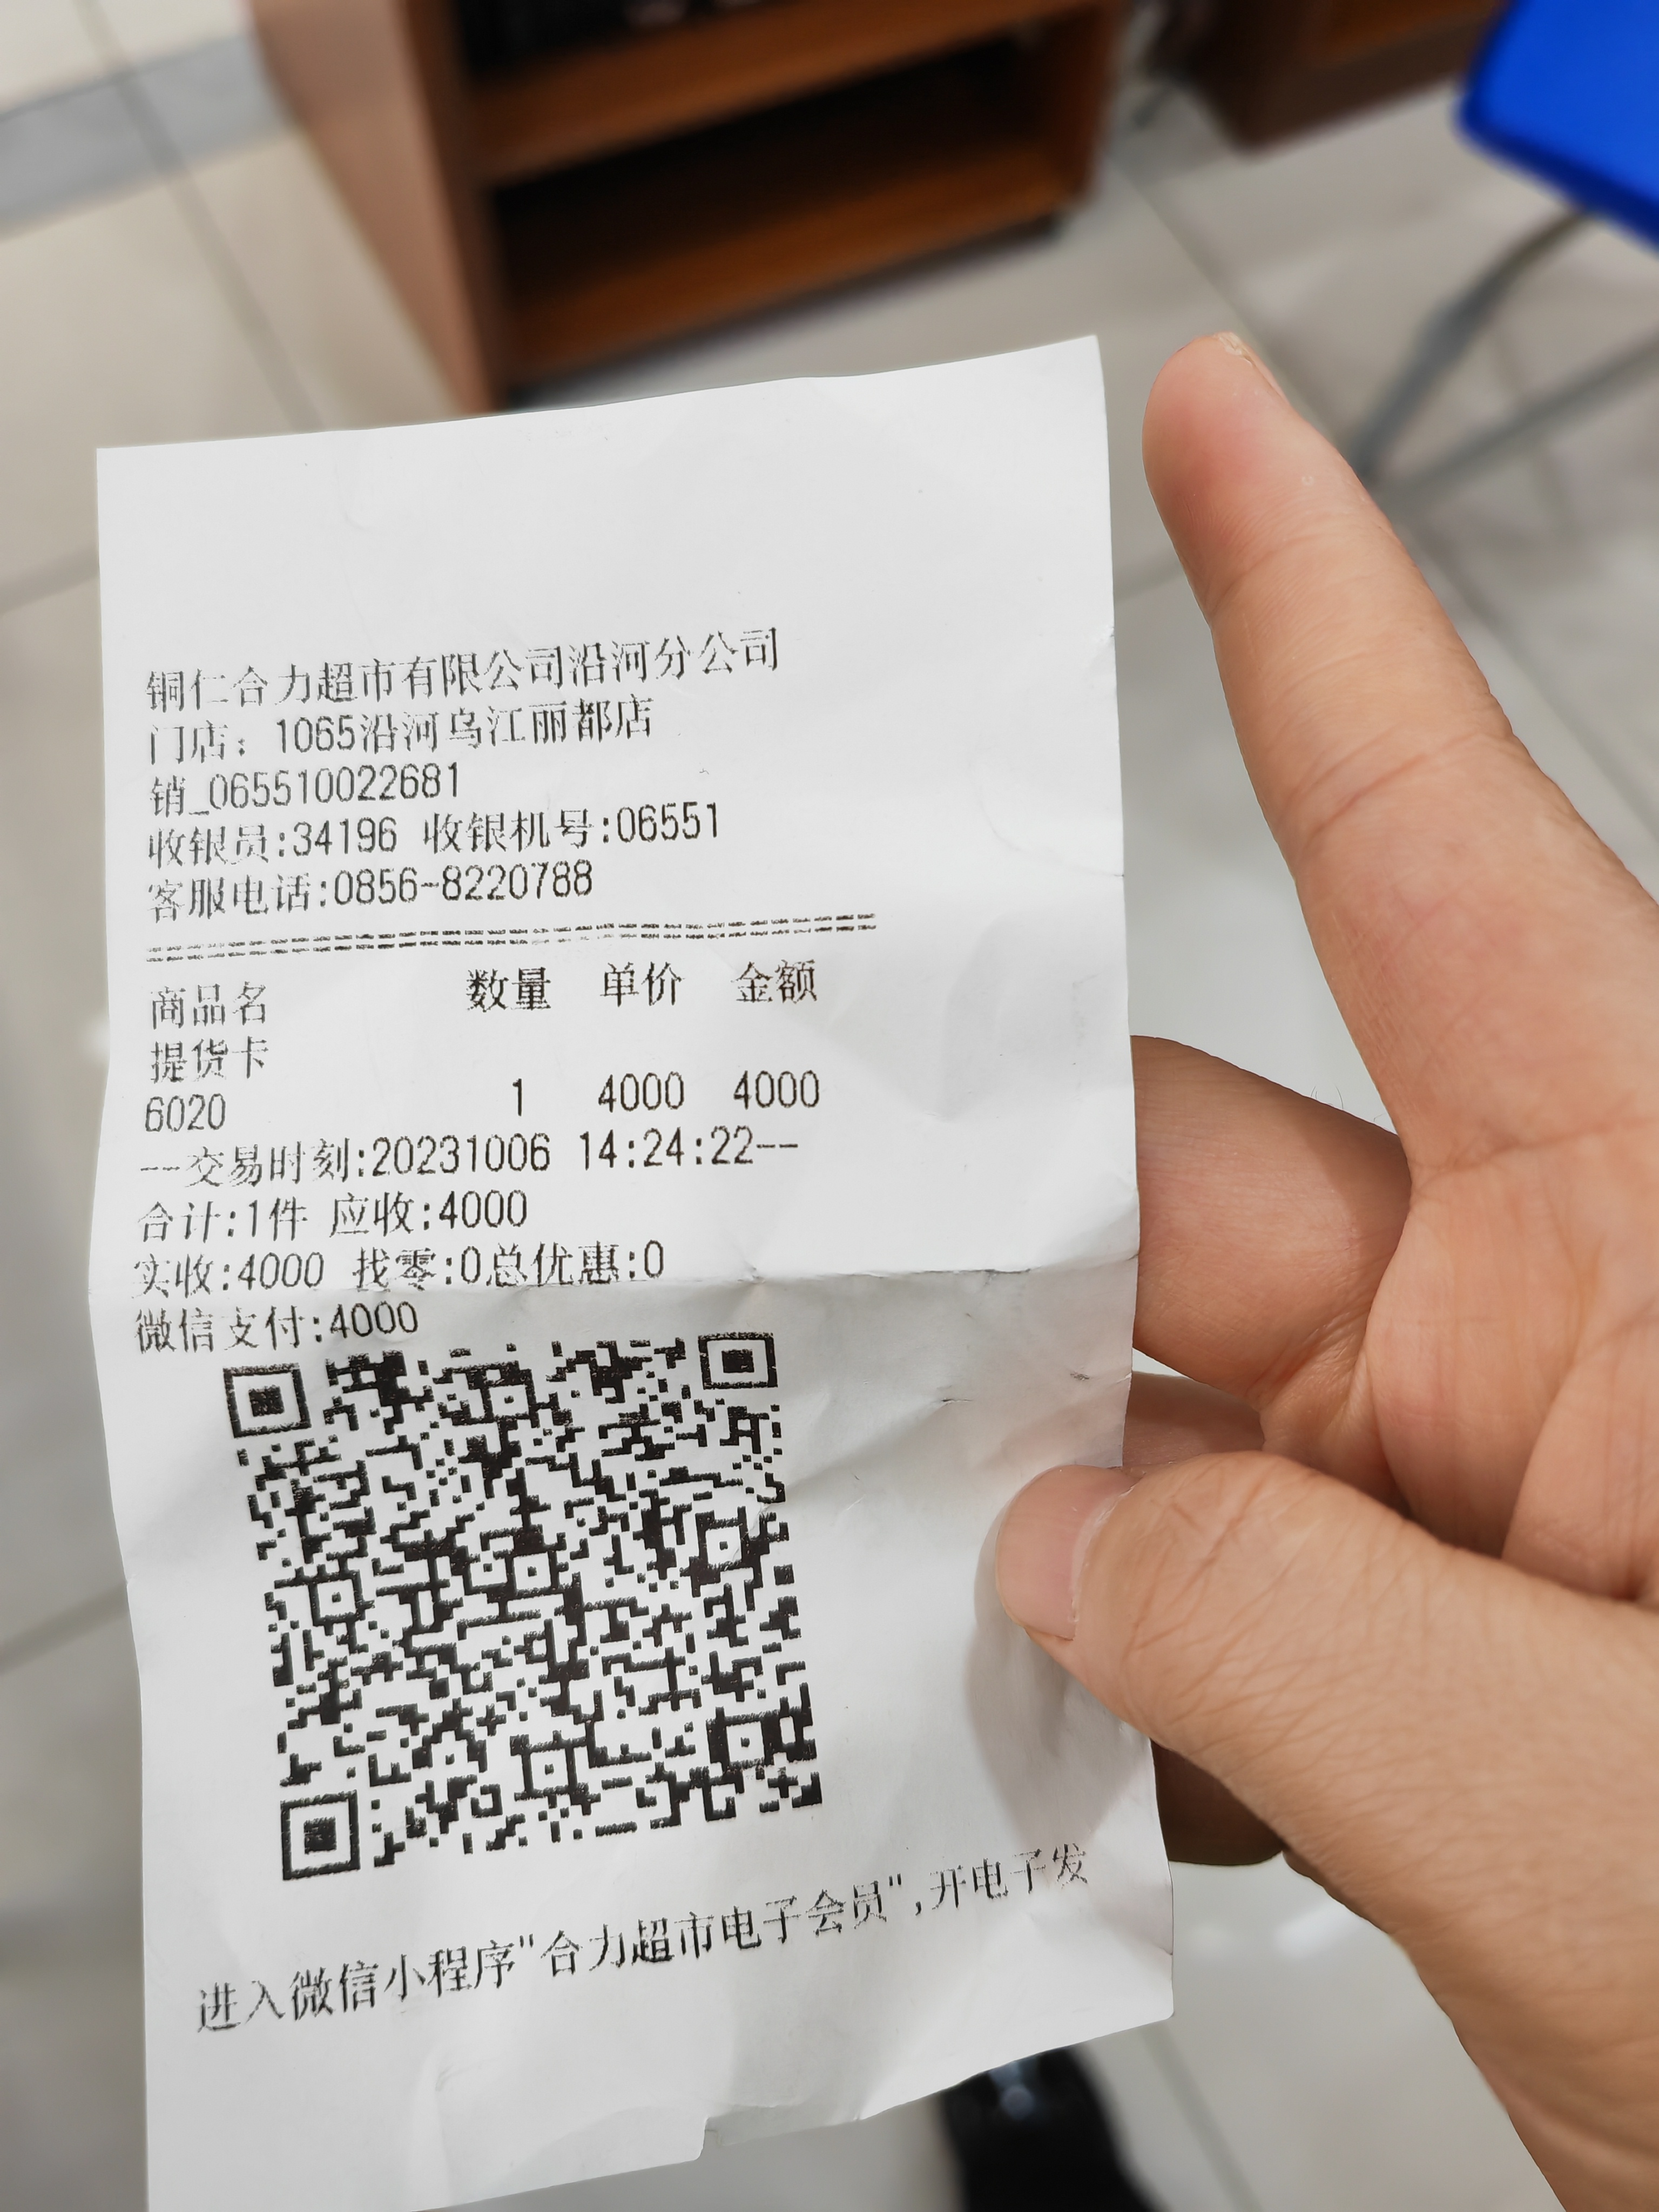 铜仁合力超市有限公司沿河分公司
门店：1065沿河乌江丽都店
销_065510022681
收银员:34196 收银机号:06551
客服电话:0856-8220788
商品名 数量 单价 金额
提货卡
6020 1 4000 4000
--交易时刻:20231006 14:24:22--
合计:1件 应收:4000
实收:4000 找零:0总优惠:0
微信支付:4000
进入微信小程序"合力超市电子会员",开电子发